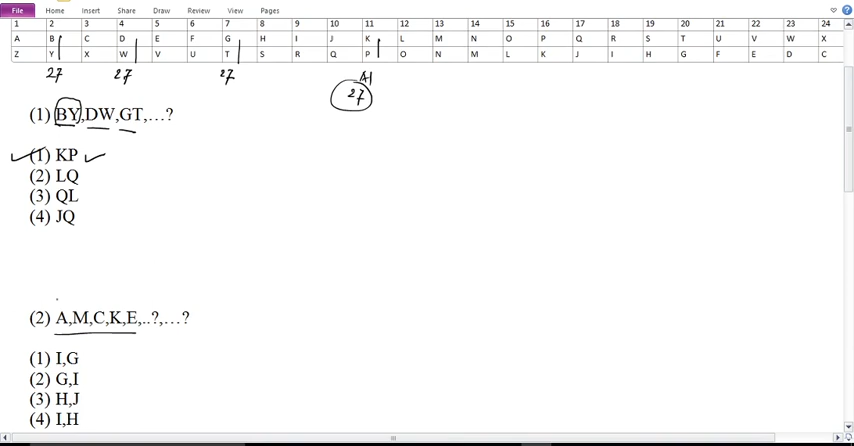 File Home Insert Share Draw Review View Pages
1 2 3 4 5 6 7 8 9 10 11 12 13 14 15 16 17 18 19 20 21 22 23 24
A B C D E F G H I J K L M N O P Q R S T U V W X
Z Y X W V U T S R Q P O N M L K J I H G F E D C
27 27 27
27
(1) BY,DW,GT,…?
(1) KP
(2) LQ
(3) QL
(4) JQ
(2) A,M,C,K,E,..?,…?
(1) I,G
(2) G,I
(3) H,J
(4) I,H